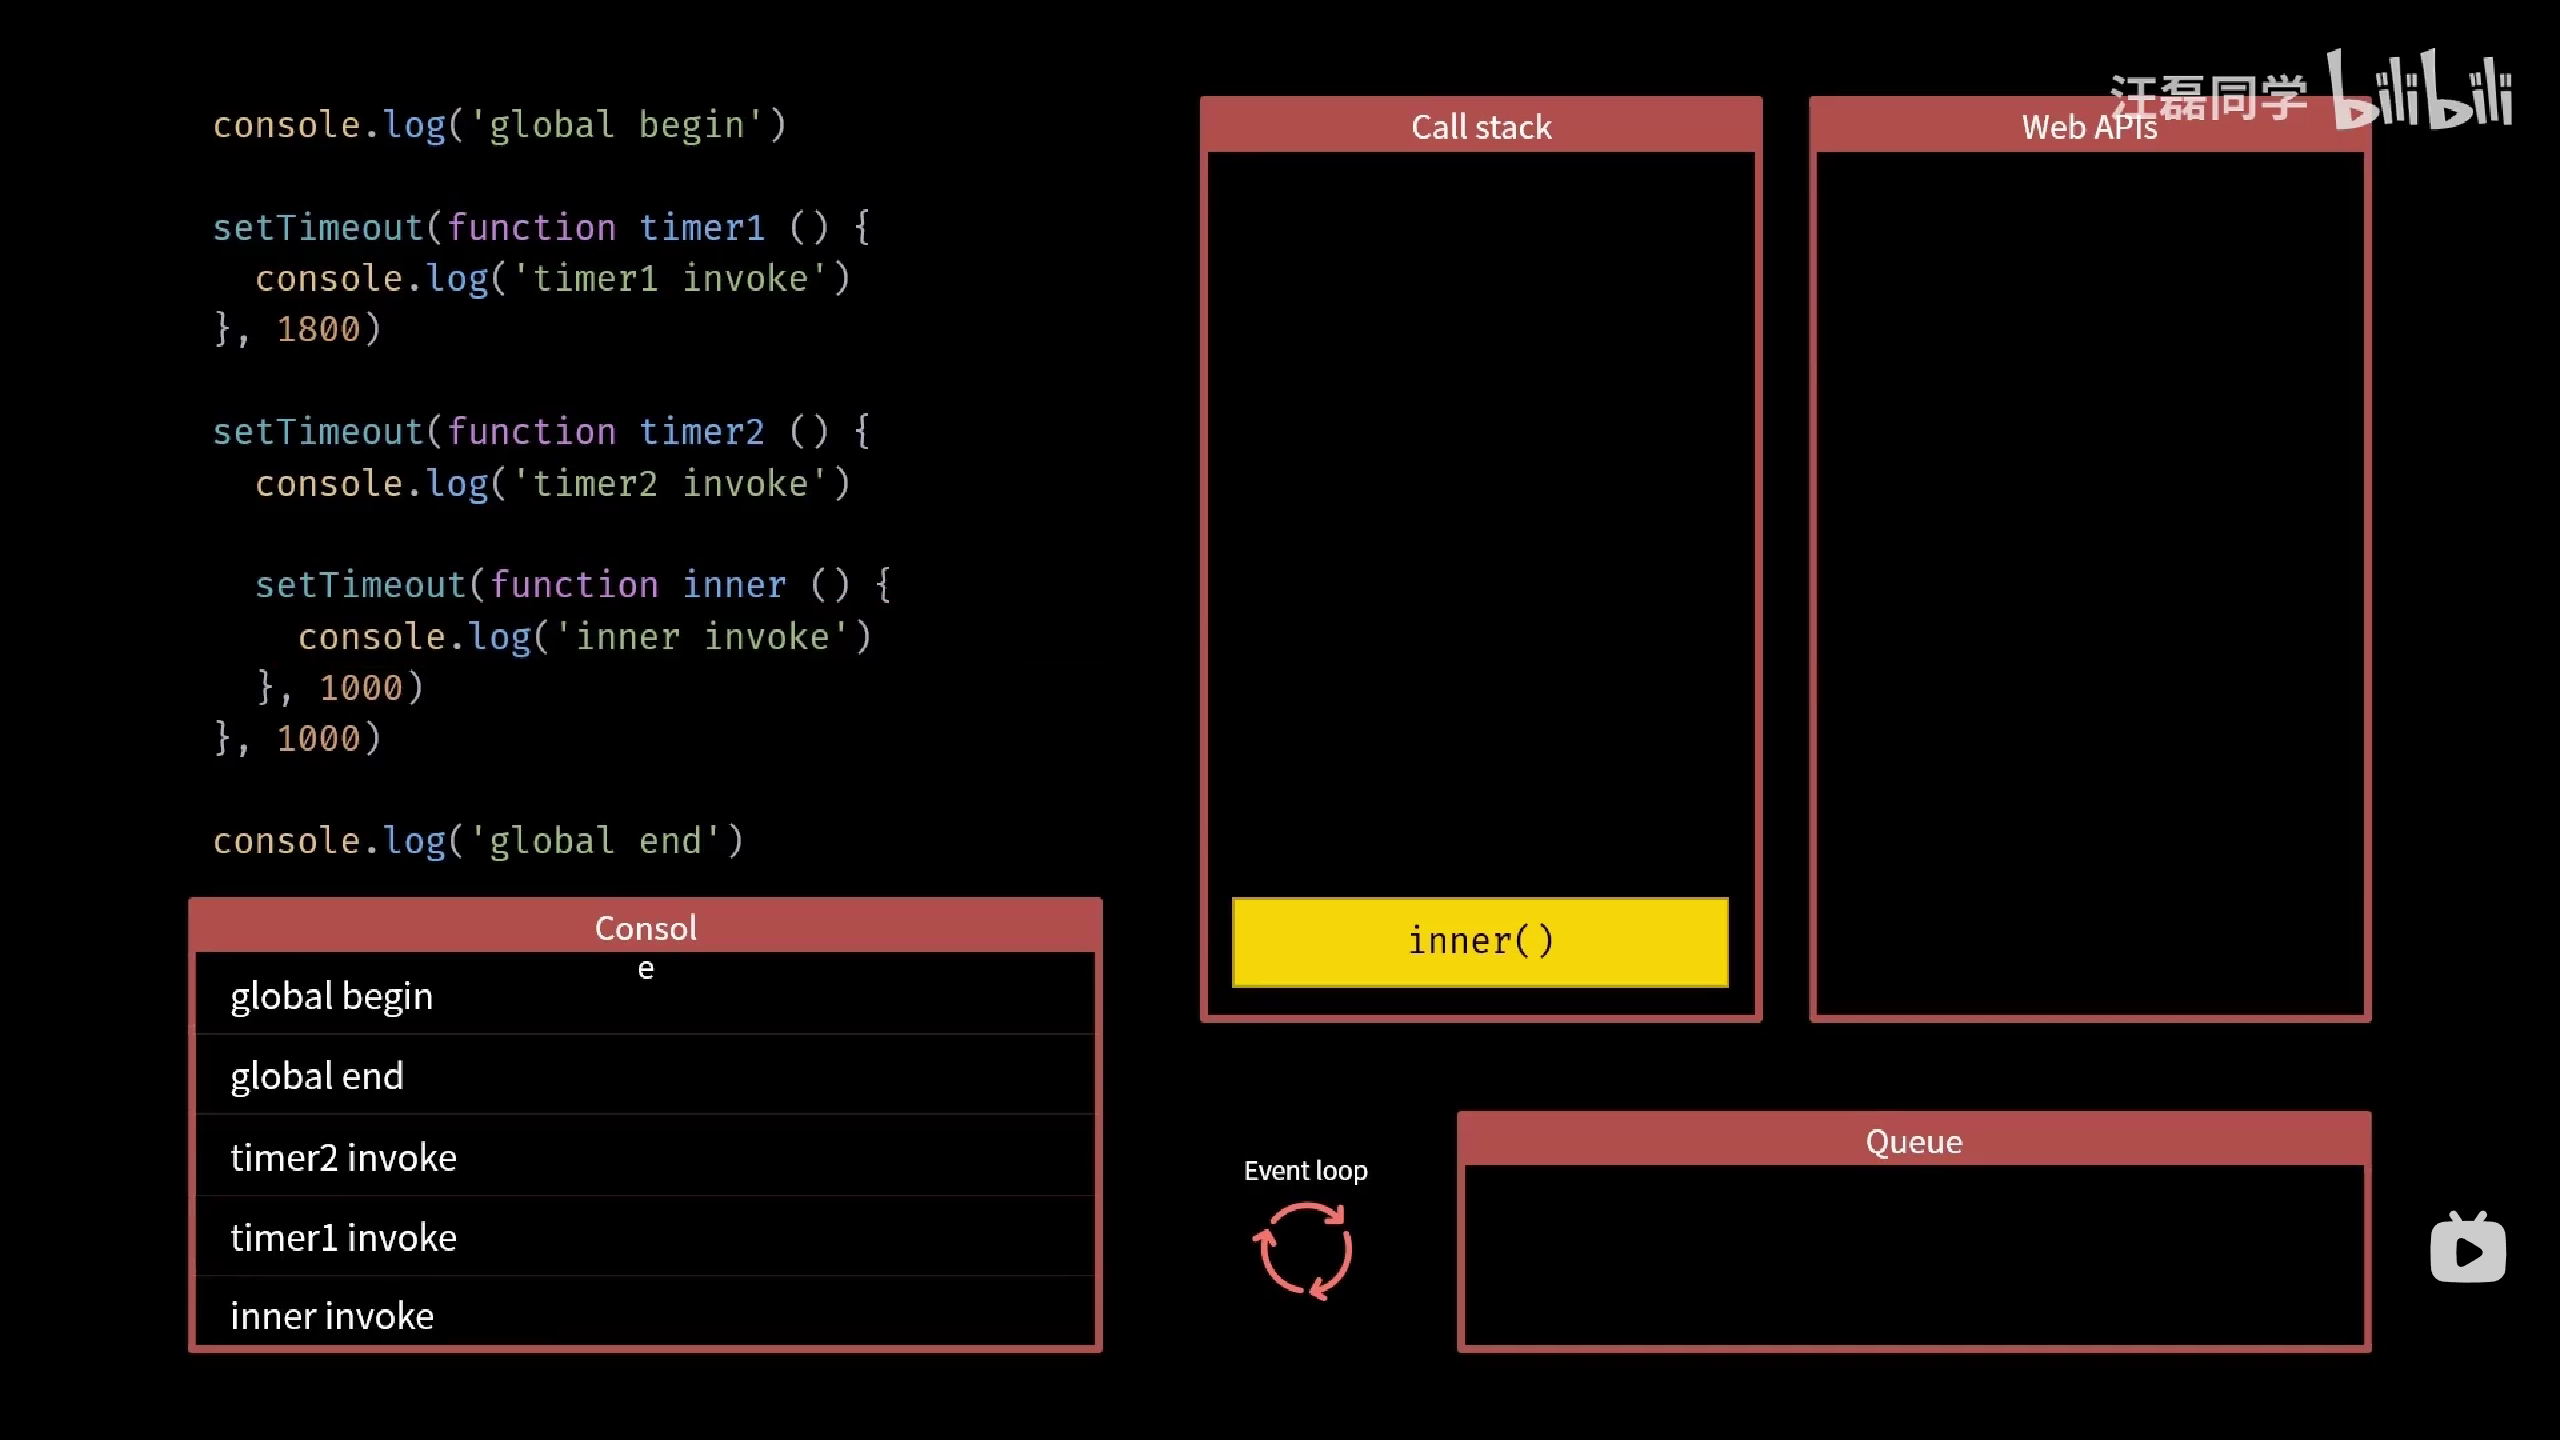 console.log('global begin')
setTimeout(function timer1 () {
  console.log('timer1 invoke')
}, 1800)
setTimeout(function timer2 () {
  console.log('timer2 invoke')
  setTimeout(function inner () {
    console.log('inner invoke')
  }, 1000)
}, 1000)
console.log('global end')
Consol
e
global begin
global end
timer2 invoke
timer1 invoke
inner invoke
Call stack
inner()
汪磊同学 bilibili
Web APIs
Event loop
Queue